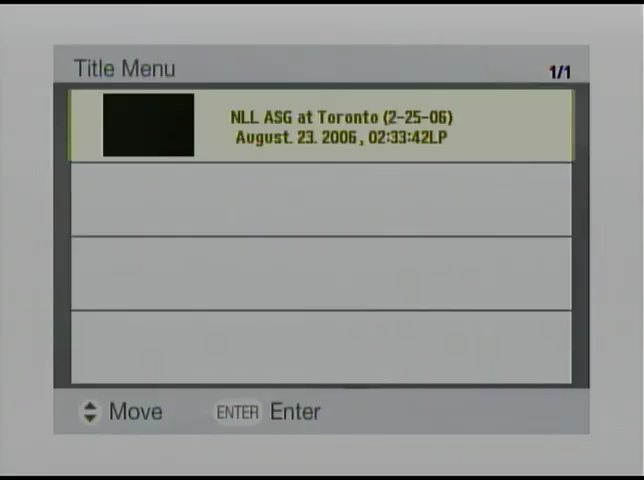 Title Menu
1/1
NLL ASG at Toronto (2-25-06)
August. 23. 2006, 02:33:42LP
Move
ENTER Enter